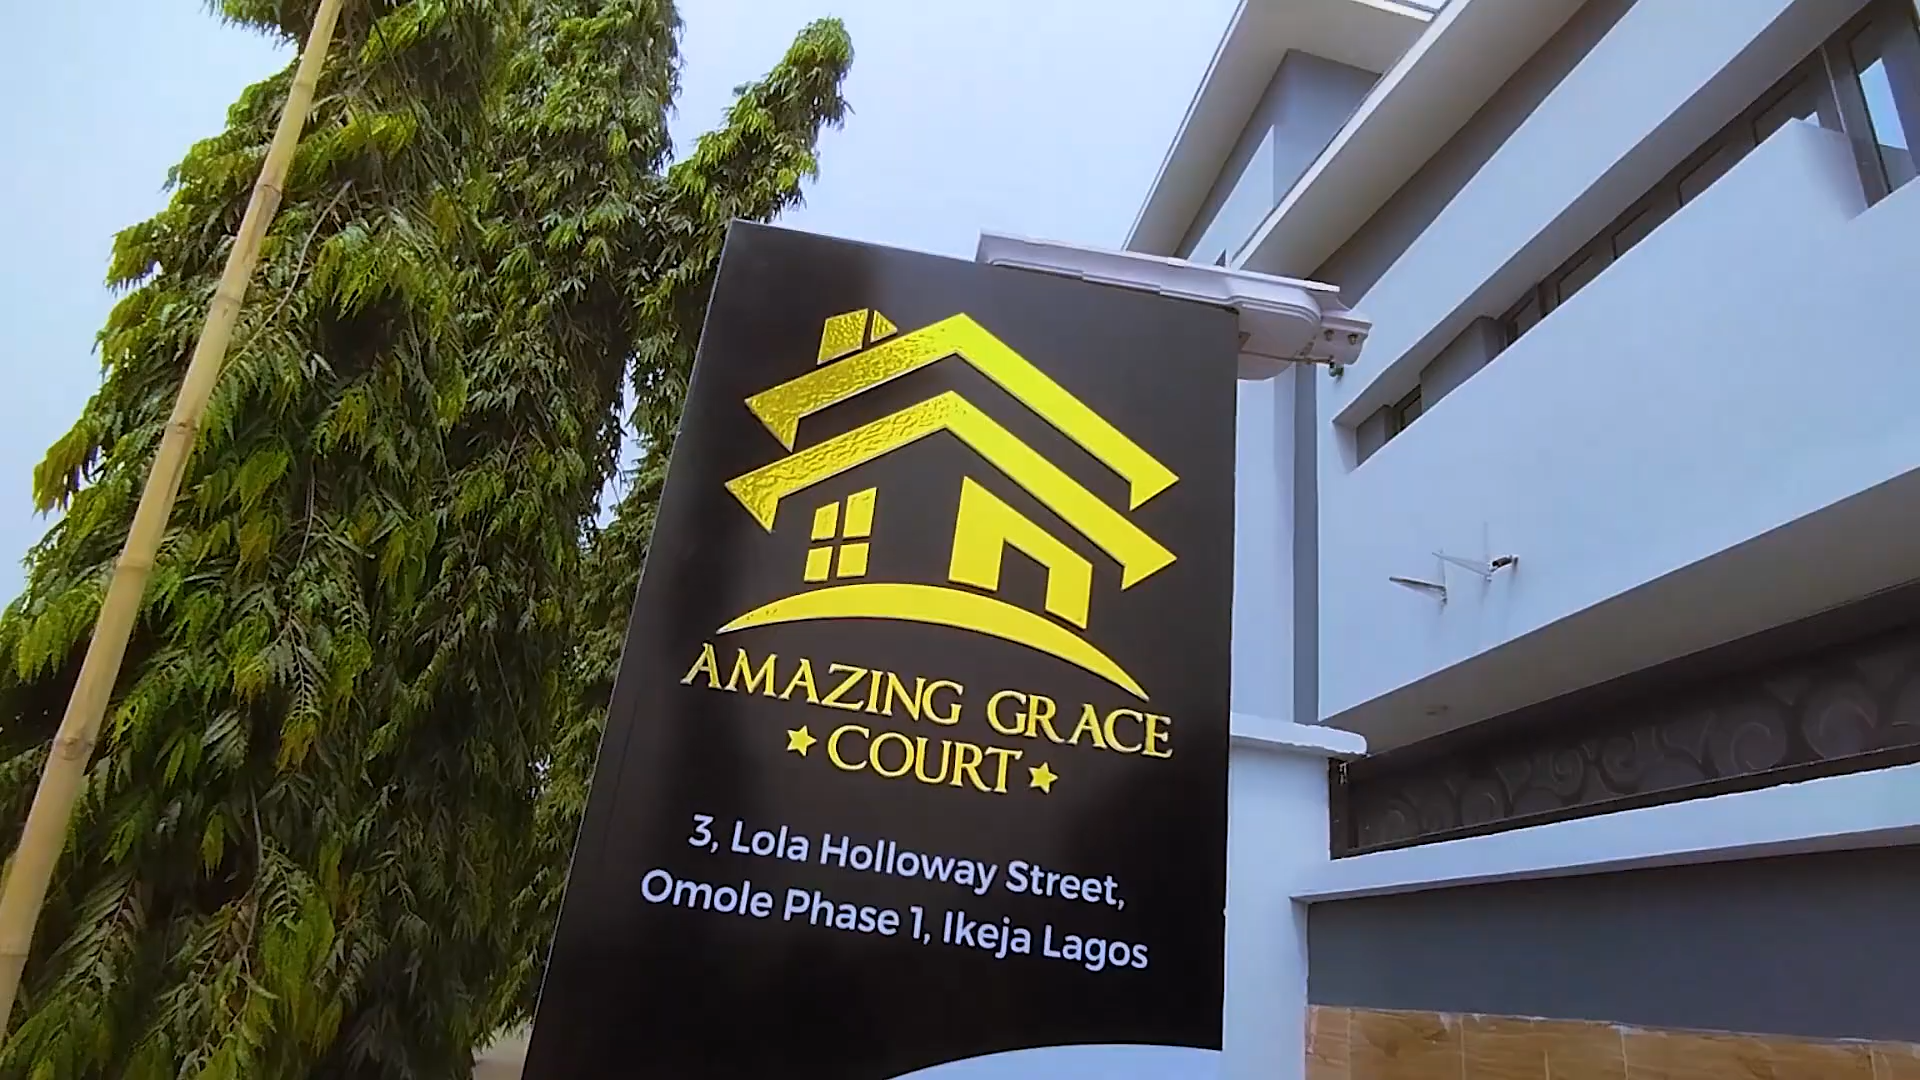 AMAZING GRACE
COURT
3, Lola Holloway Street,
Omole Phase 1, Ikeja Lagos